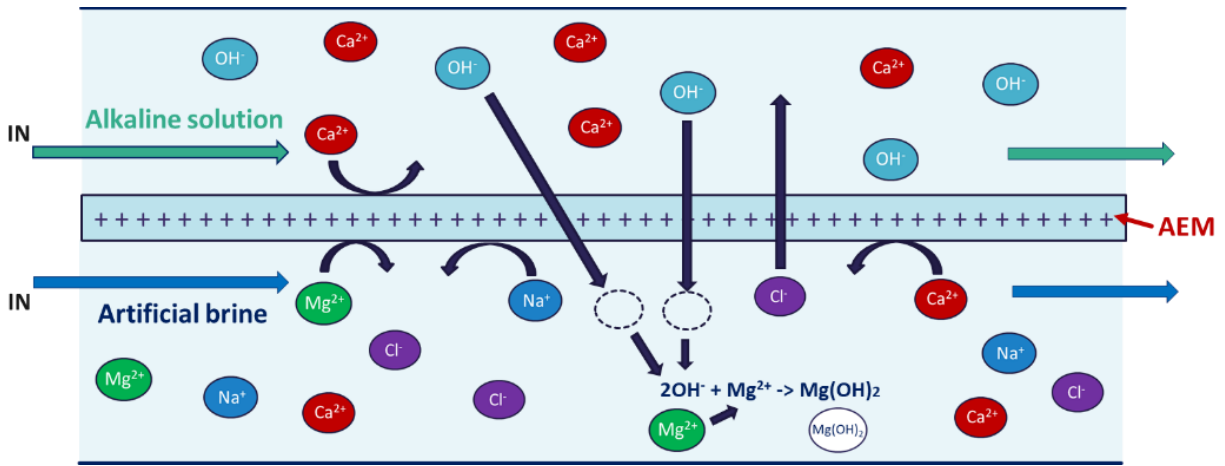 Ca²⁺
Ca²⁺
OH⁻
OH⁻
Ca²⁺
OH⁻
OH⁻
IN
Alkaline solution
Ca²⁺
Ca²⁺
OH⁻
+ + + + + + + + + + + + + + + + + + + + + + + + + + + + + + + + + + + + +
AEM
IN
Mg²⁺
Na⁺
Cl⁻
Ca²⁺
Artificial brine
Cl⁻
Na⁺
Mg²⁺
Na⁺
Ca²⁺
Cl⁻
2OH⁻ + Mg²⁺ -> Mg(OH)₂
Cl⁻
Mg²⁺
Mg(OH)₂
Ca²⁺